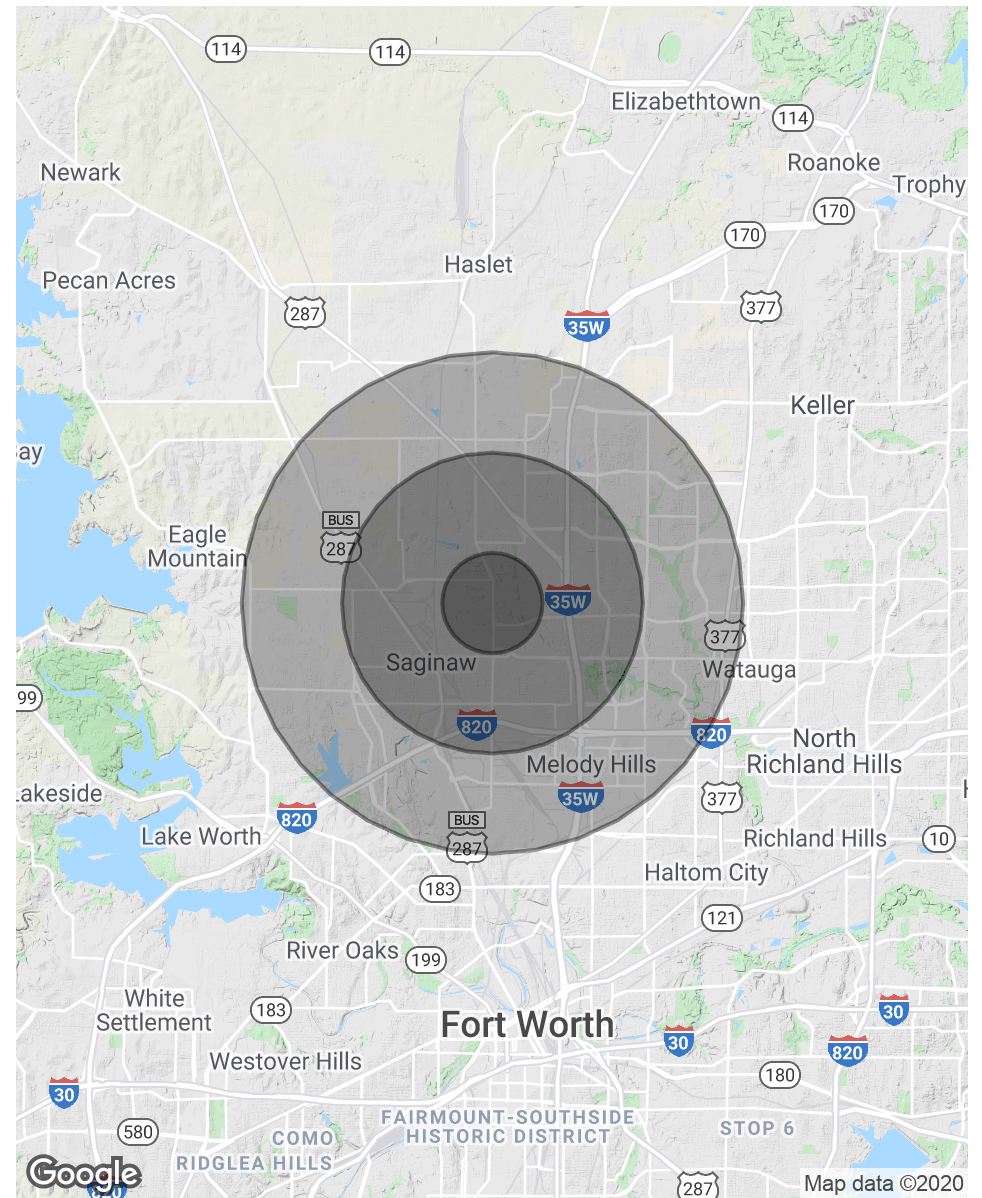 114
114
Elizabethtown
114
Roanoke
Newark
Trophy
170
170
Haslet
Pecan Acres
287
377
35W
Keller
ay
BUS
287
Eagle
Mountain
35W
377
Saginaw
Watauga
99
820
820
North
Richland Hills
Melody Hills
akeside
35W
377
820
BUS
287
Lake Worth
Richland Hills
10
Haltom City
183
121
River Oaks
199
White
Settlement
183
30
Fort Worth
30
820
Westover Hills
180
30
FAIRMOUNT-SOUTHSIDE
HISTORIC DISTRICT
580
COMO
STOP 6
RIDGLEA HILLS
Google
820
287
Map data ©2020